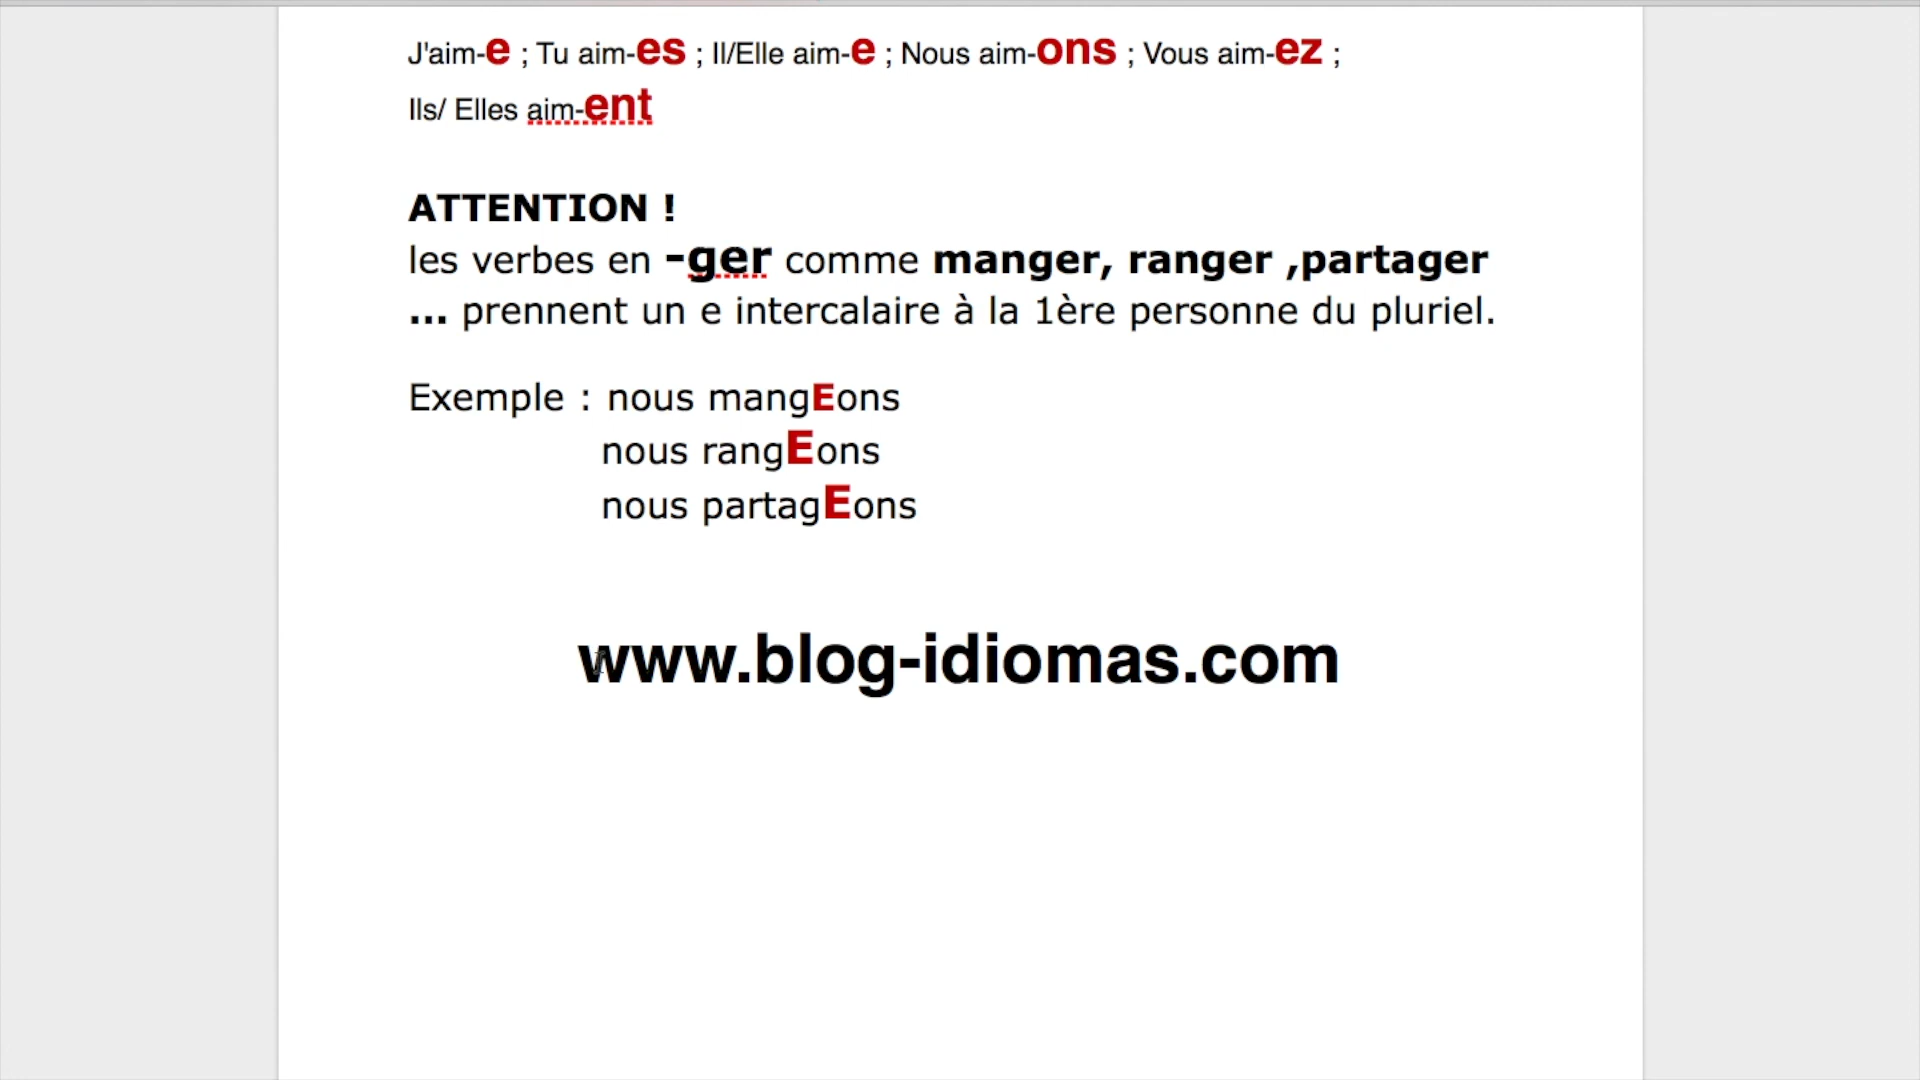 J'aim-e ; Tu aim-es ; Il/Elle aim-e ; Nous aim-ons ; Vous aim-ez ;
Ils/ Elles aim-ent
ATTENTION !
les verbes en -ger comme manger, ranger ,partager
... prennent un e intercalaire à la 1ère personne du pluriel.
Exemple : nous mangEons
nous rangEons
nous partagEons
www.blog-idiomas.com